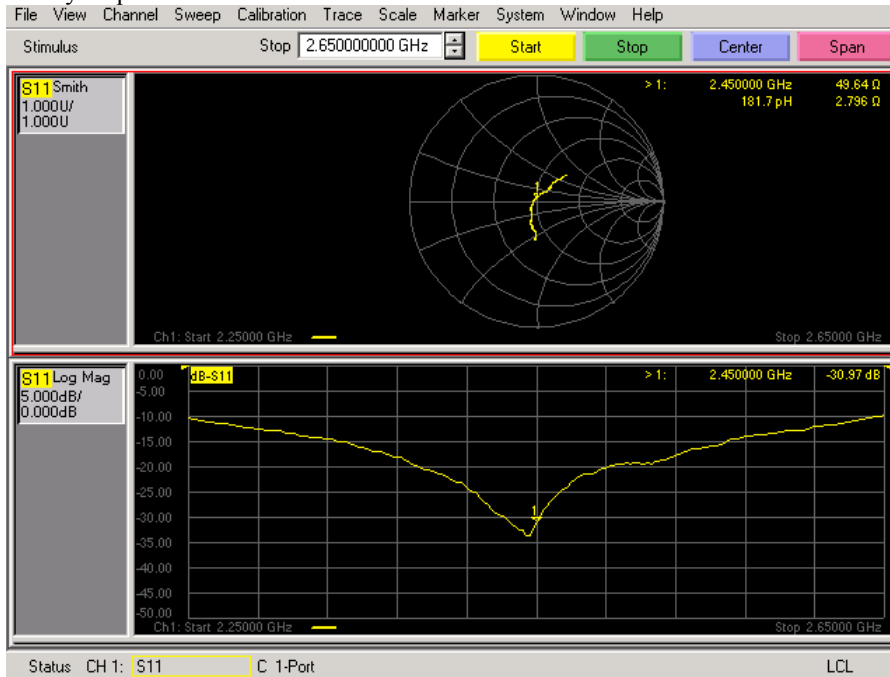 File View Channel Sweep Calibration Trace Scale Marker System Window Help
Stimulus Stop 2.650000000 GHz Start Stop Center Span
S11 Smith
1.000U/
1.000U
> 1: 2.450000 GHz 49.64 Ω
181.7 pH 2.796 Ω
1
Ch1: Start 2.25000 GHz Stop 2.65000 GHz
S11 Log Mag
5.000dB/
0.000dB
dB-S11
> 1: 2.450000 GHz -30.97 dB
0.00
-5.00
-10.00
-15.00
-20.00
-25.00
-30.00
-35.00
-40.00
-45.00
-50.00
1
Ch1: Start 2.25000 GHz Stop 2.65000 GHz
Status CH 1: S11 C 1-Port LCL